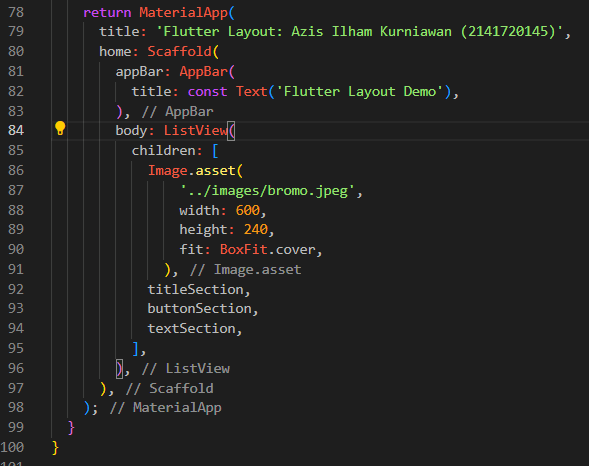 78 return MaterialApp(
79 title: 'Flutter Layout: Azis Ilham Kurniawan (2141720145)',
80 home: Scaffold(
81 appBar: AppBar(
82 title: const Text('Flutter Layout Demo'),
83 ), // AppBar
84 body: ListView(
85 children: [
86 Image.asset(
87 '../images/bromo.jpeg',
88 width: 600,
89 height: 240,
90 fit: BoxFit.cover,
91 ), // Image.asset
92 titleSection,
93 buttonSection,
94 textSection,
95 ],
96 ), // ListView
97 ), // Scaffold
98 ); // MaterialApp
99 }
100 }
101